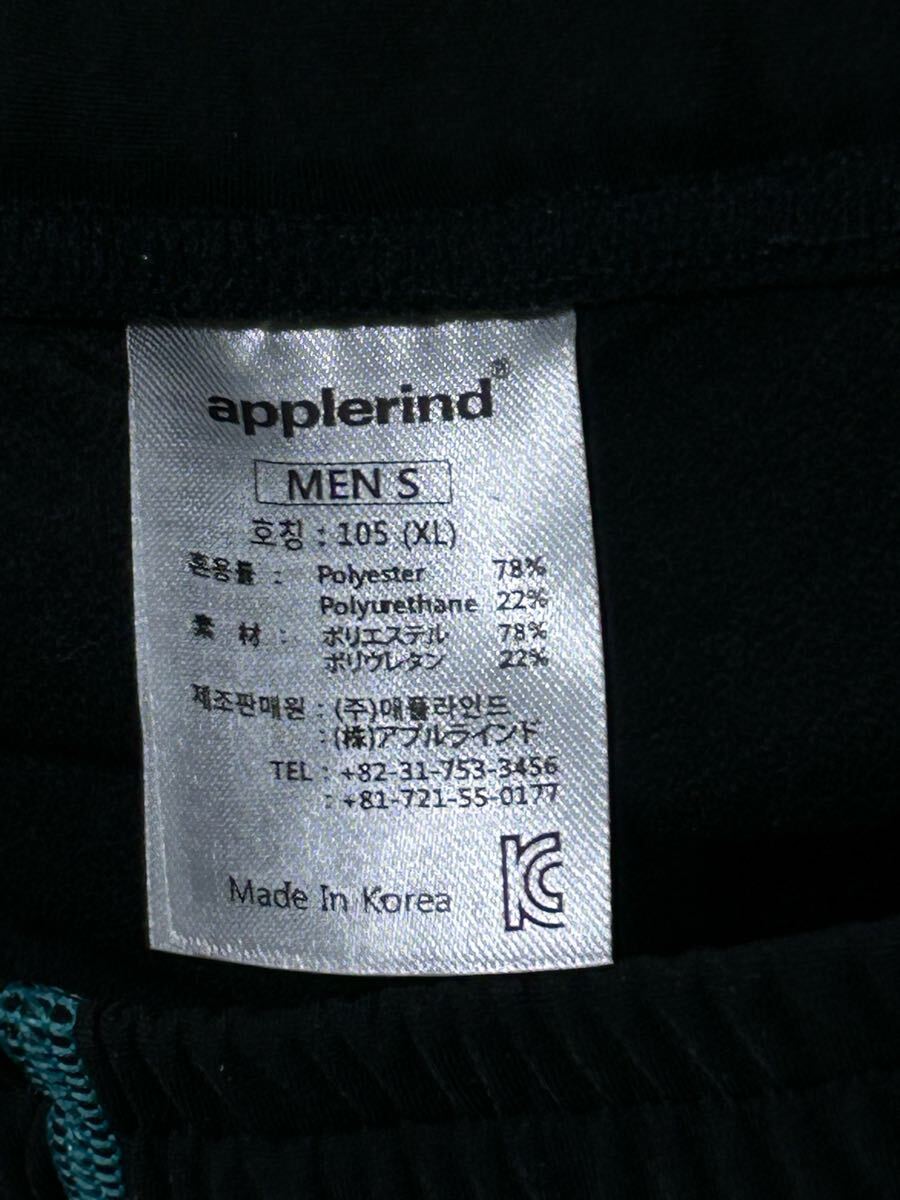 applerind®
MEN S
호칭 : 105 (XL)
혼용률 : Polyester 78%
Polyurethane 22%
素 材 : ポリエステル 78%
ポリウレタン 22%
제조판매원 : (주)애플라인드
: (株)アプルラインド
TEL : +82-31-753-3456
: +81-721-55-0177
Made In Korea
KC